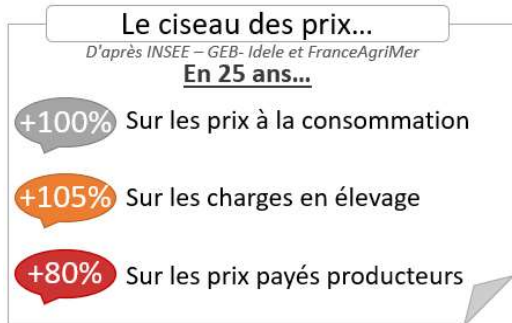 Le ciseau des prix...
D'après INSEE – GEB- Idele et FranceAgriMer
En 25 ans...
+100% Sur les prix à la consommation
+105% Sur les charges en élevage
+80% Sur les prix payés producteurs